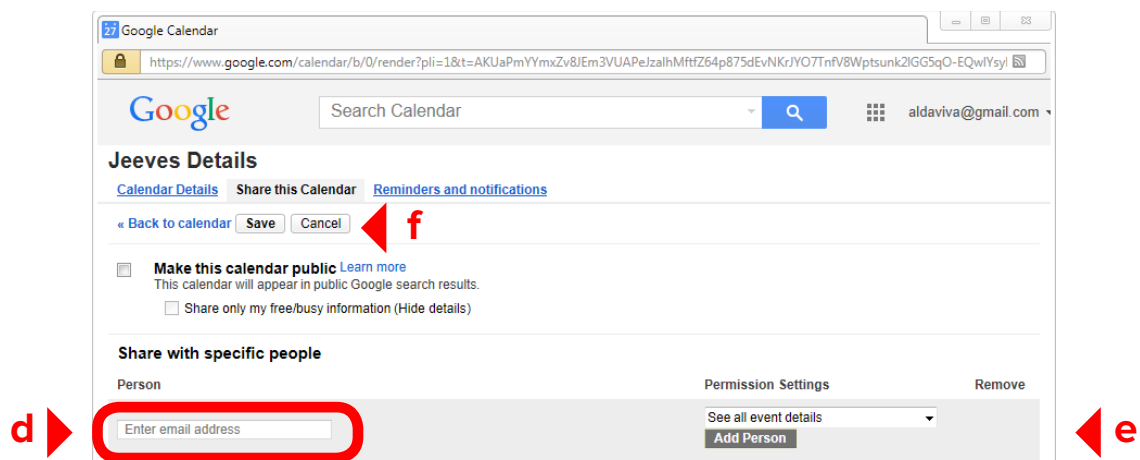 27 Google Calendar
https://www.google.com/calendar/b/0/render?pli=1&t=AKUaPmYYmxZv8JEm3VUAPeJzalhMftfZ64p875dEvNKrJYO7TnfV8Wptsunk2lGG5qO-EQwlYsyl
Google Search Calendar aldaviva@gmail.com
Jeeves Details
Calendar Details Share this Calendar Reminders and notifications
« Back to calendar Save Cancel f
Make this calendar public Learn more
This calendar will appear in public Google search results.
Share only my free/busy information (Hide details)
Share with specific people
Person Permission Settings Remove
d Enter email address See all event details e
Add Person